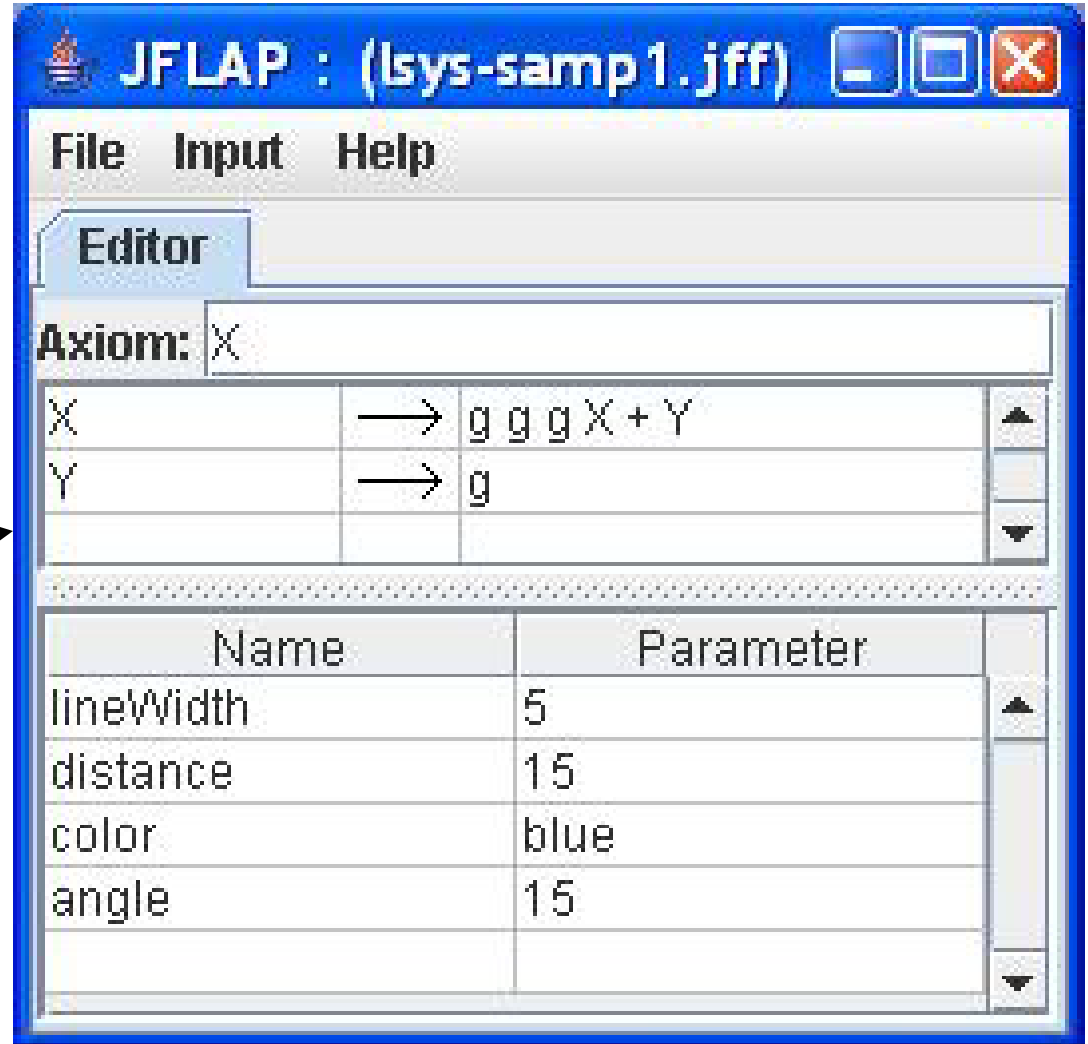 JFLAP : (lsys-samp1.jff)
File Input Help
Editor
Axiom: X
X → g g g X + Y
Y → g
Name Parameter
lineWidth 5
distance 15
color blue
angle 15